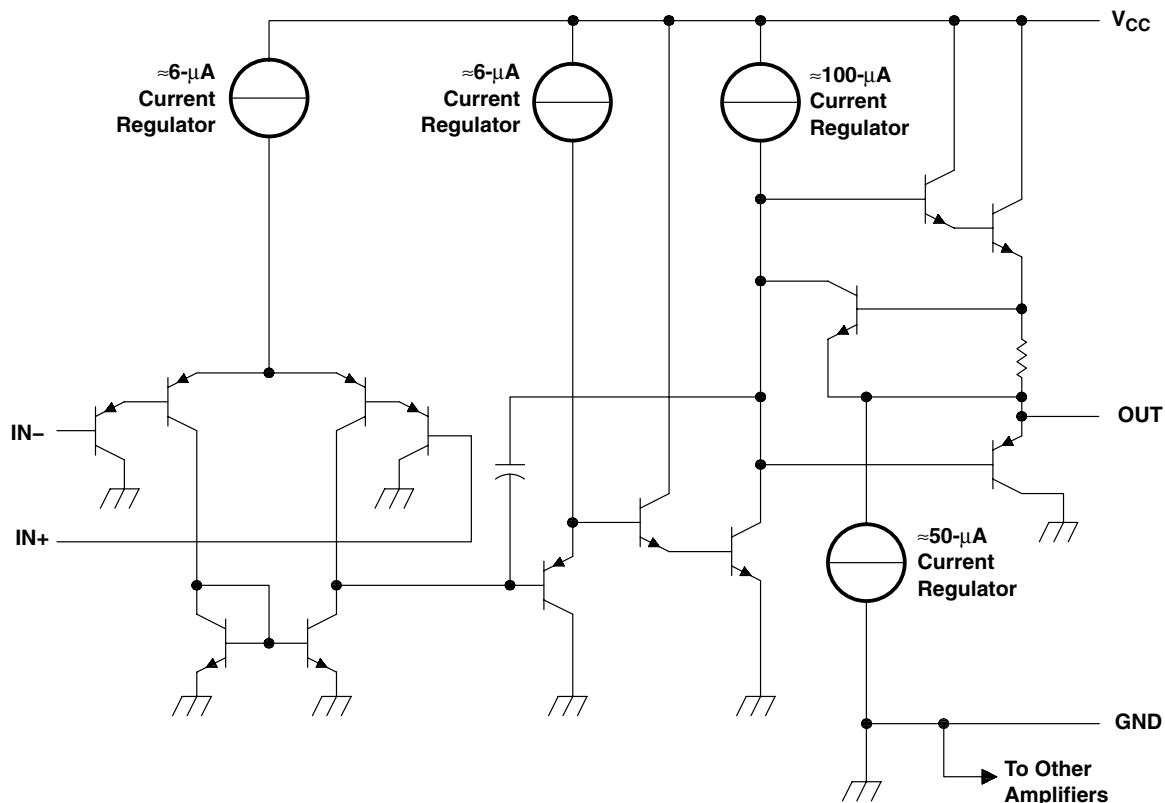 V_CC
≈6-μA
Current
Regulator
≈6-μA
Current
Regulator
≈100-μA
Current
Regulator
IN−
OUT
IN+
≈50-μA
Current
Regulator
GND
To Other
Amplifiers